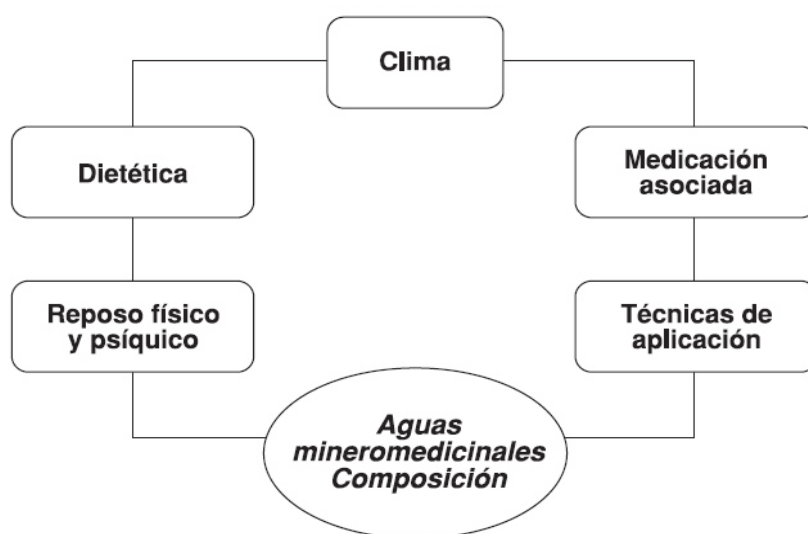 Clima
Dietética
Medicación
asociada
Reposo físico
y psíquico
Técnicas de
aplicación
Aguas
mineromedicinales
Composición